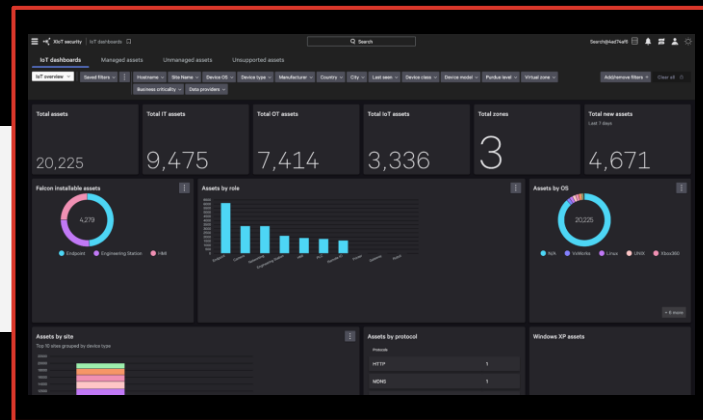 XIoT security IoT dashboards Search
IoT dashboards Managed assets Unmanaged assets Unsupported assets
IoT overview Saved filters Hostname Site Name Device OS Device type Manufacturer Country City Last seen Device class Device model Purdue level Virtual zone Add/remove filters Clear all
Business criticality Data providers
Total assets Total IT assets Total OT assets Total IoT assets Total zones Total new assets
Last 7 days
20,225 9,475 7,414 3,336 3 4,671
Falcon installable assets Assets by role Assets by OS
4,279 20,225
Endpoint Engineering Station HMI N/A VxWorks Linux UNIX Xbox360
+ 6 more
Assets by site Assets by protocol Windows XP assets
Top 10 sites grouped by device type
Protocols
HTTP 1
WDNS 1